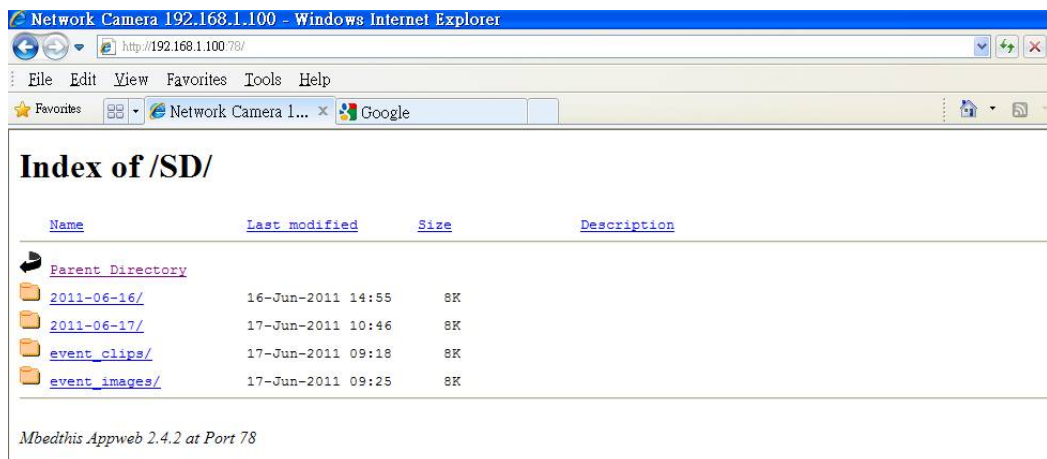 Network Camera 192.168.1.100 - Windows Internet Explorer
http://192.168.1.100:78/
File Edit View Favorites Tools Help
Favorites Network Camera 1... Google
Index of /SD/
Name Last modified Size Description
Parent Directory
2011-06-16/ 16-Jun-2011 14:55 8K
2011-06-17/ 17-Jun-2011 10:46 8K
event_clips/ 17-Jun-2011 09:18 8K
event_images/ 17-Jun-2011 09:25 8K
Mbedthis Appweb 2.4.2 at Port 78